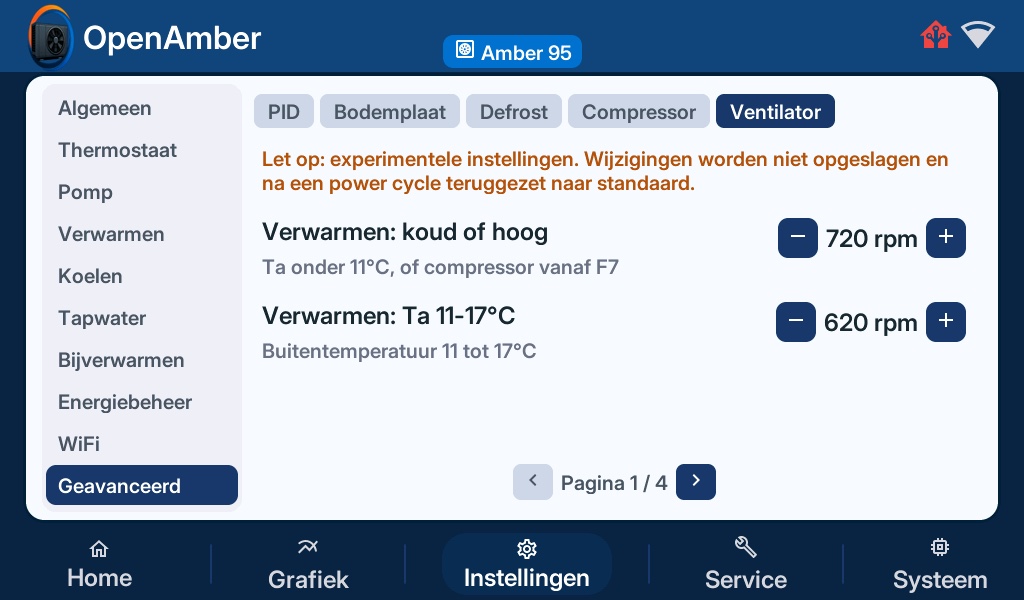 OpenAmber
Amber 95
Algemeen
Thermostaat
Pomp
Verwarmen
Koelen
Tapwater
Bijverwarmen
Energiebeheer
WiFi
Geavanceerd
PID
Bodemplaat
Defrost
Compressor
Ventilator
Let op: experimentele instellingen. Wijzigingen worden niet opgeslagen en
na een power cycle teruggezet naar standaard.
Verwarmen: koud of hoog
Ta onder 11°C, of compressor vanaf F7
− 720 rpm +
Verwarmen: Ta 11-17°C
Buitentemperatuur 11 tot 17°C
− 620 rpm +
< Pagina 1 / 4 >
Home
Grafiek
Instellingen
Service
Systeem